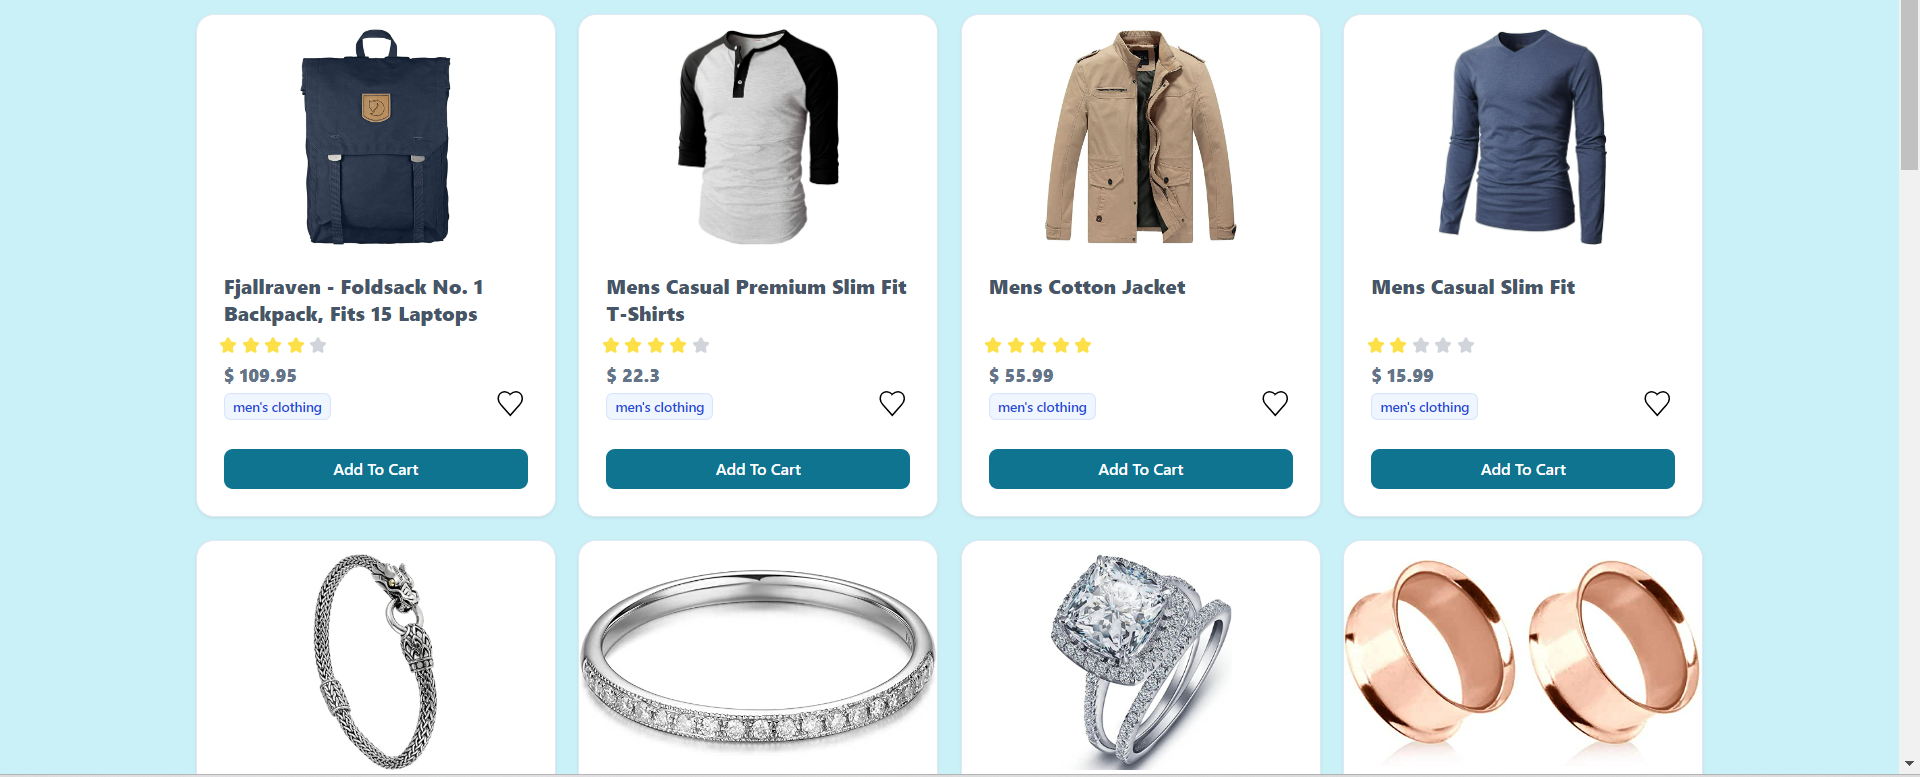 Fjallraven - Foldsack No. 1
Backpack, Fits 15 Laptops
$ 109.95
men's clothing
Add To Cart
Mens Casual Premium Slim Fit
T-Shirts
$ 22.3
men's clothing
Add To Cart
Mens Cotton Jacket
$ 55.99
men's clothing
Add To Cart
Mens Casual Slim Fit
$ 15.99
men's clothing
Add To Cart